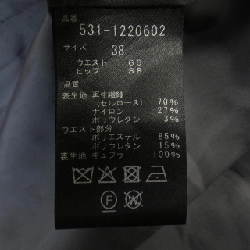 品番
531-1220602
サイズ 38
ウエスト 60
ヒップ 88
品質
表生地 再生繊維
(セルロース) 70%
ナイロン 27%
ポリウレタン 3%
ウエスト部分
ポリエステル 85%
ポリウレタン 15%
裏生地 キュプラ 100%
F W